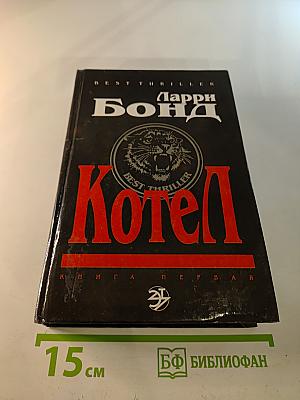 BEST THRILLER
Ларри
БОНД
BEST THRILLER
КОТЕЛ
КНИГА ПЕРВАЯ
15 см
БФ БИБЛИОФАН